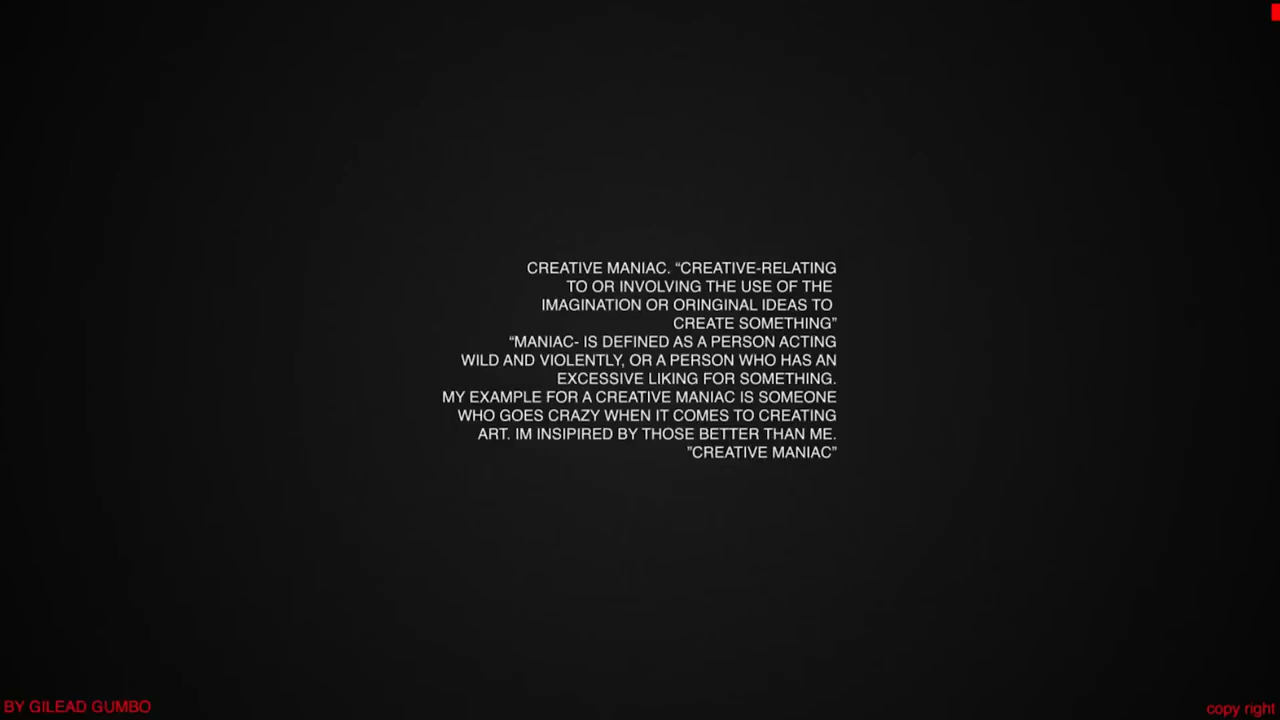 CREATIVE MANIAC. “CREATIVE-RELATING
TO OR INVOLVING THE USE OF THE
IMAGINATION OR ORINGINAL IDEAS TO
CREATE SOMETHING”
“MANIAC- IS DEFINED AS A PERSON ACTING
WILD AND VIOLENTLY, OR A PERSON WHO HAS AN
EXCESSIVE LIKING FOR SOMETHING.
MY EXAMPLE FOR A CREATIVE MANIAC IS SOMEONE
WHO GOES CRAZY WHEN IT COMES TO CREATING
ART. IM INSIPIRED BY THOSE BETTER THAN ME.
"CREATIVE MANIAC”
BY GILEAD GUMBO
copy right